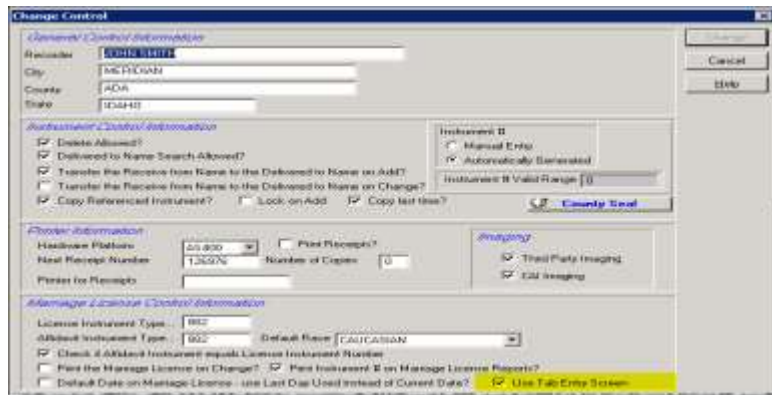 Change Control
General Control Information
Change
Recorder JOHN SMITH
Cancel
City MERIDIAN
Help
County ADA
State IDAHO
Instrument Control Information
Instrument #
Delete Allowed?
Manual Entry
Delivered to Name Search Allowed?
Automatically Generated
Transfer the Receive from Name to the Delivered to Name on Add?
Instrument # Valid Range 0
Transfer the Receive from Name to the Delivered to Name on Change?
Copy Referenced Instrument? Lock on Add Copy last time?
County Seal
Printer Information
Imaging
Hardware Platform AS400 Print Receipts?
Third Party Imaging
Next Receipt Number 126976 Number of Copies 0
Imaging
Printer for Receipts
Marriage License Control Information
License Instrument Type... 882
Affidavit Instrument Type... 882 Default Race CAUCASIAN
Check if Affidavit Instrument equals License Instrument Number
Print the Marriage License on Change? Print Instrument # on Marriage License Reports?
Default Date on Marriage License - use Last Day Used instead of Current Date? Use Tab Entry Screen